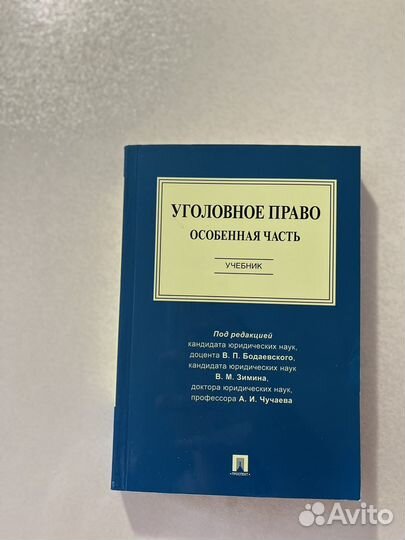 УГОЛОВНОЕ ПРАВО
ОСОБЕННАЯ ЧАСТЬ
УЧЕБНИК
Под редакцией
кандидата юридических наук,
доцента В. П. Бодаевского,
кандидата юридических наук
В. М. Зимина,
доктора юридических наук,
профессора А. И. Чучаева
ПРОСПЕКТ
Avito